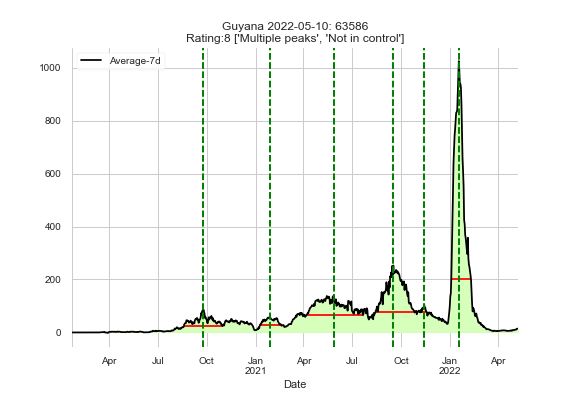 Guyana 2022-05-10: 63586
Rating:8 ['Multiple peaks', 'Not in control']
Average-7d
1000
800
600
400
200
0
Apr Jul Oct Jan Apr Jul Oct Jan Apr
2021 2022
Date